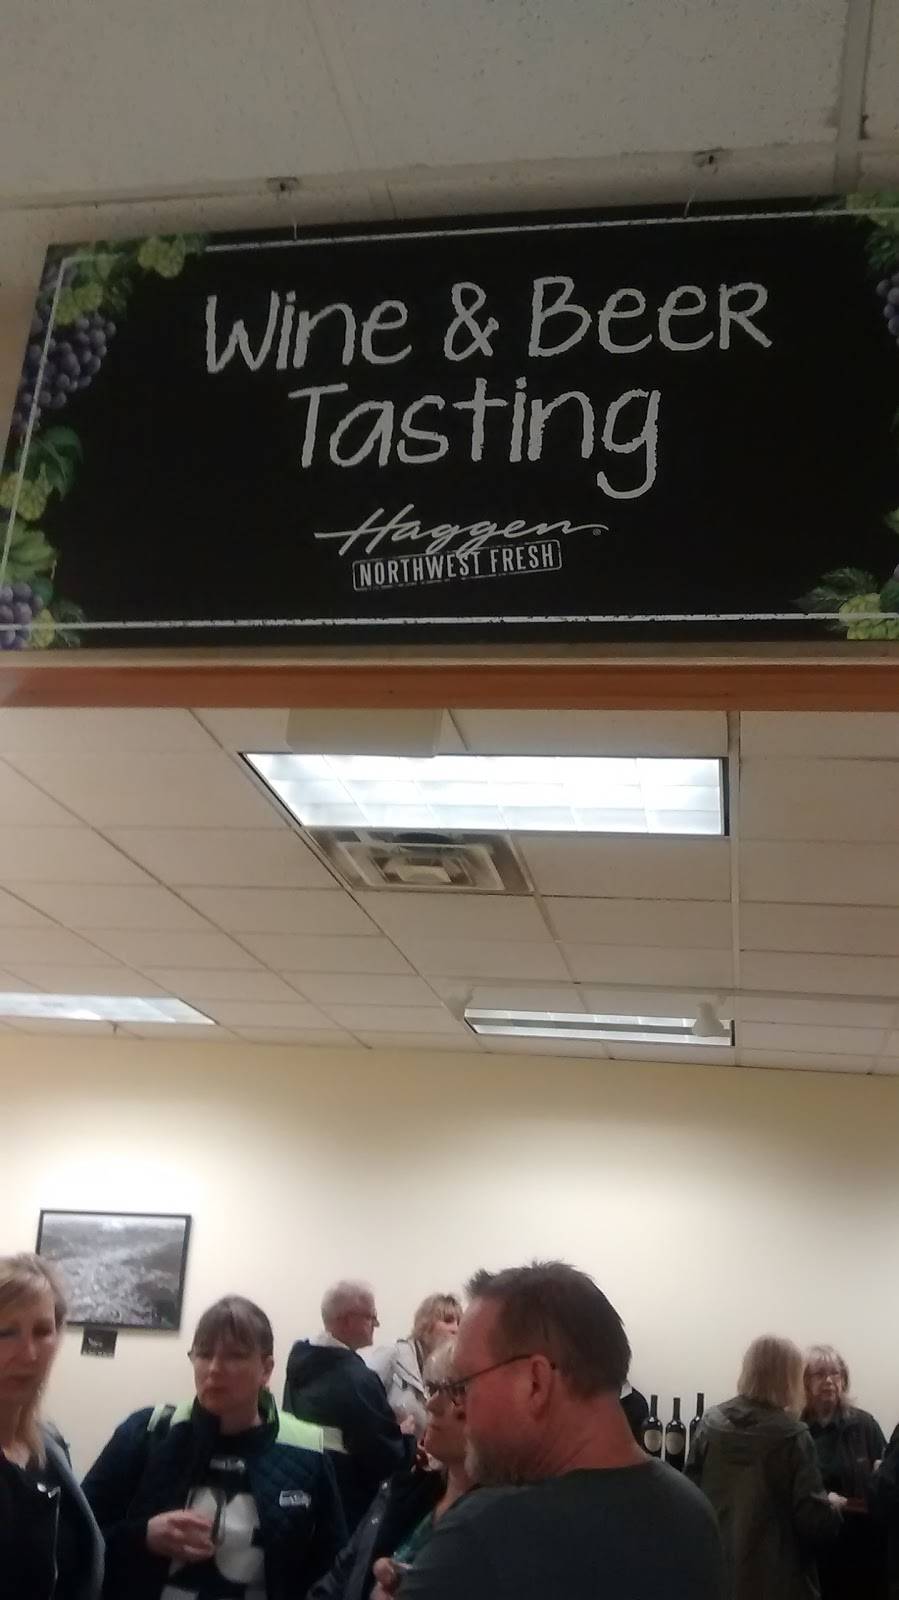 Wine & Beer
Tasting
Haggen®
NORTHWEST FRESH